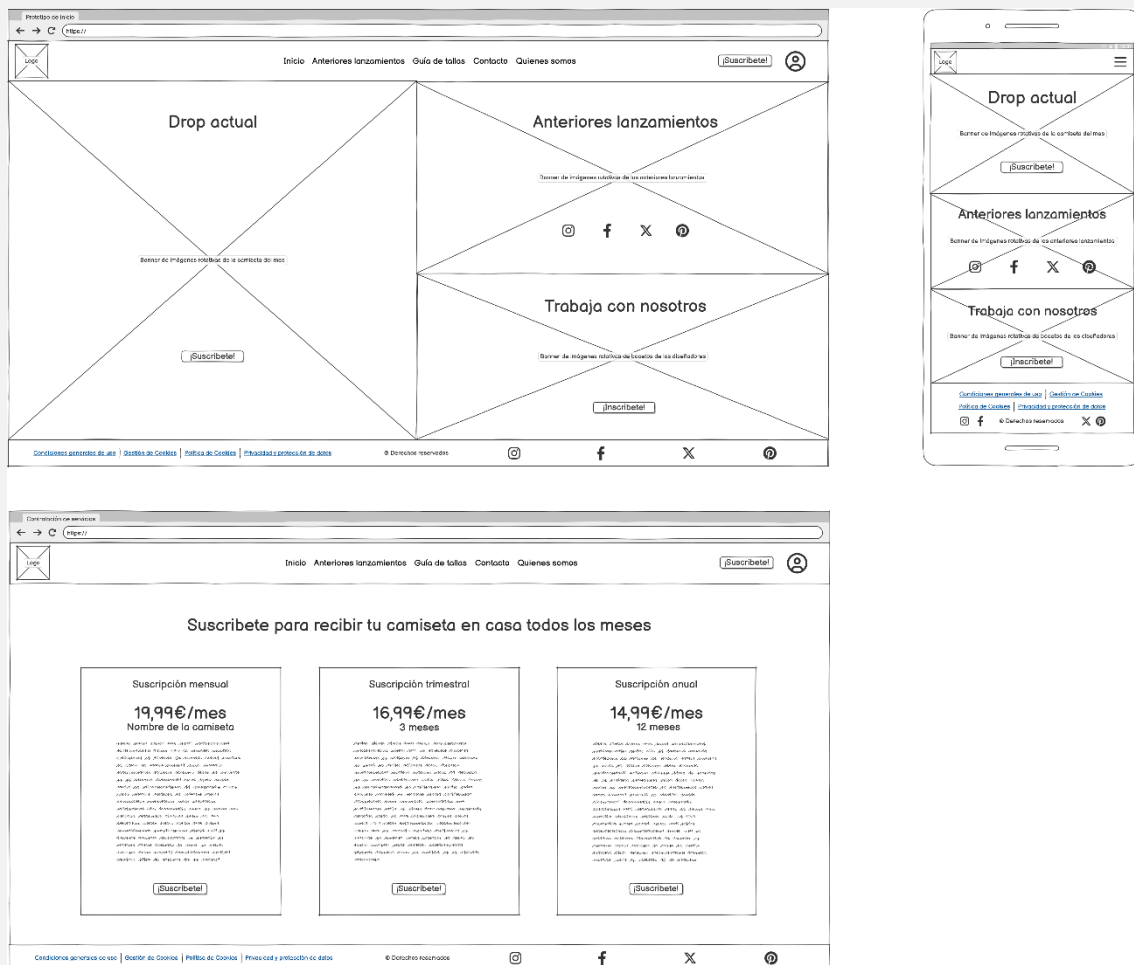 Prototipo de inicio
https://
Logo
Inicio Anteriores lanzamientos Guía de tallas Contacto Quienes somos
¡Suscribete!
Drop actual
Banner de imágenes rotativas de la camiseta del mes
¡Suscribete!
Anteriores lanzamientos
Banner de imágenes rotativas de los anteriores lanzamientos
Trabaja con nosotros
Banner de imágenes rotativas de bocetos de los diseñadores
¡Inscribete!
Condiciones generales de uso | Gestión de Cookies | Política de Cookies | Privacidad y protección de datos
© Derechos reservados
Logo
Drop actual
Banner de imágenes rotativas de la camiseta del mes
¡Suscribete!
Anteriores lanzamientos
Banner de imágenes rotativas de los anteriores lanzamientos
Trabaja con nosotros
Banner de imágenes rotativas de bocetos de los diseñadores
¡Inscribete!
Condiciones generales de uso | Gestión de Cookies
Política de Cookies | Privacidad y protección de datos
© Derechos reservados
Contratación de servicios
https://
Logo
Inicio Anteriores lanzamientos Guía de tallas Contacto Quienes somos
¡Suscribete!
Suscribete para recibir tu camiseta en casa todos los meses
Suscripción mensual
19,99€/mes
Nombre de la camiseta
¡Suscribete!
Suscripción trimestral
16,99€/mes
3 meses
¡Suscribete!
Suscripción anual
14,99€/mes
12 meses
¡Suscribete!
Condiciones generales de uso | Gestión de Cookies | Política de Cookies | Privacidad y protección de datos
© Derechos reservados